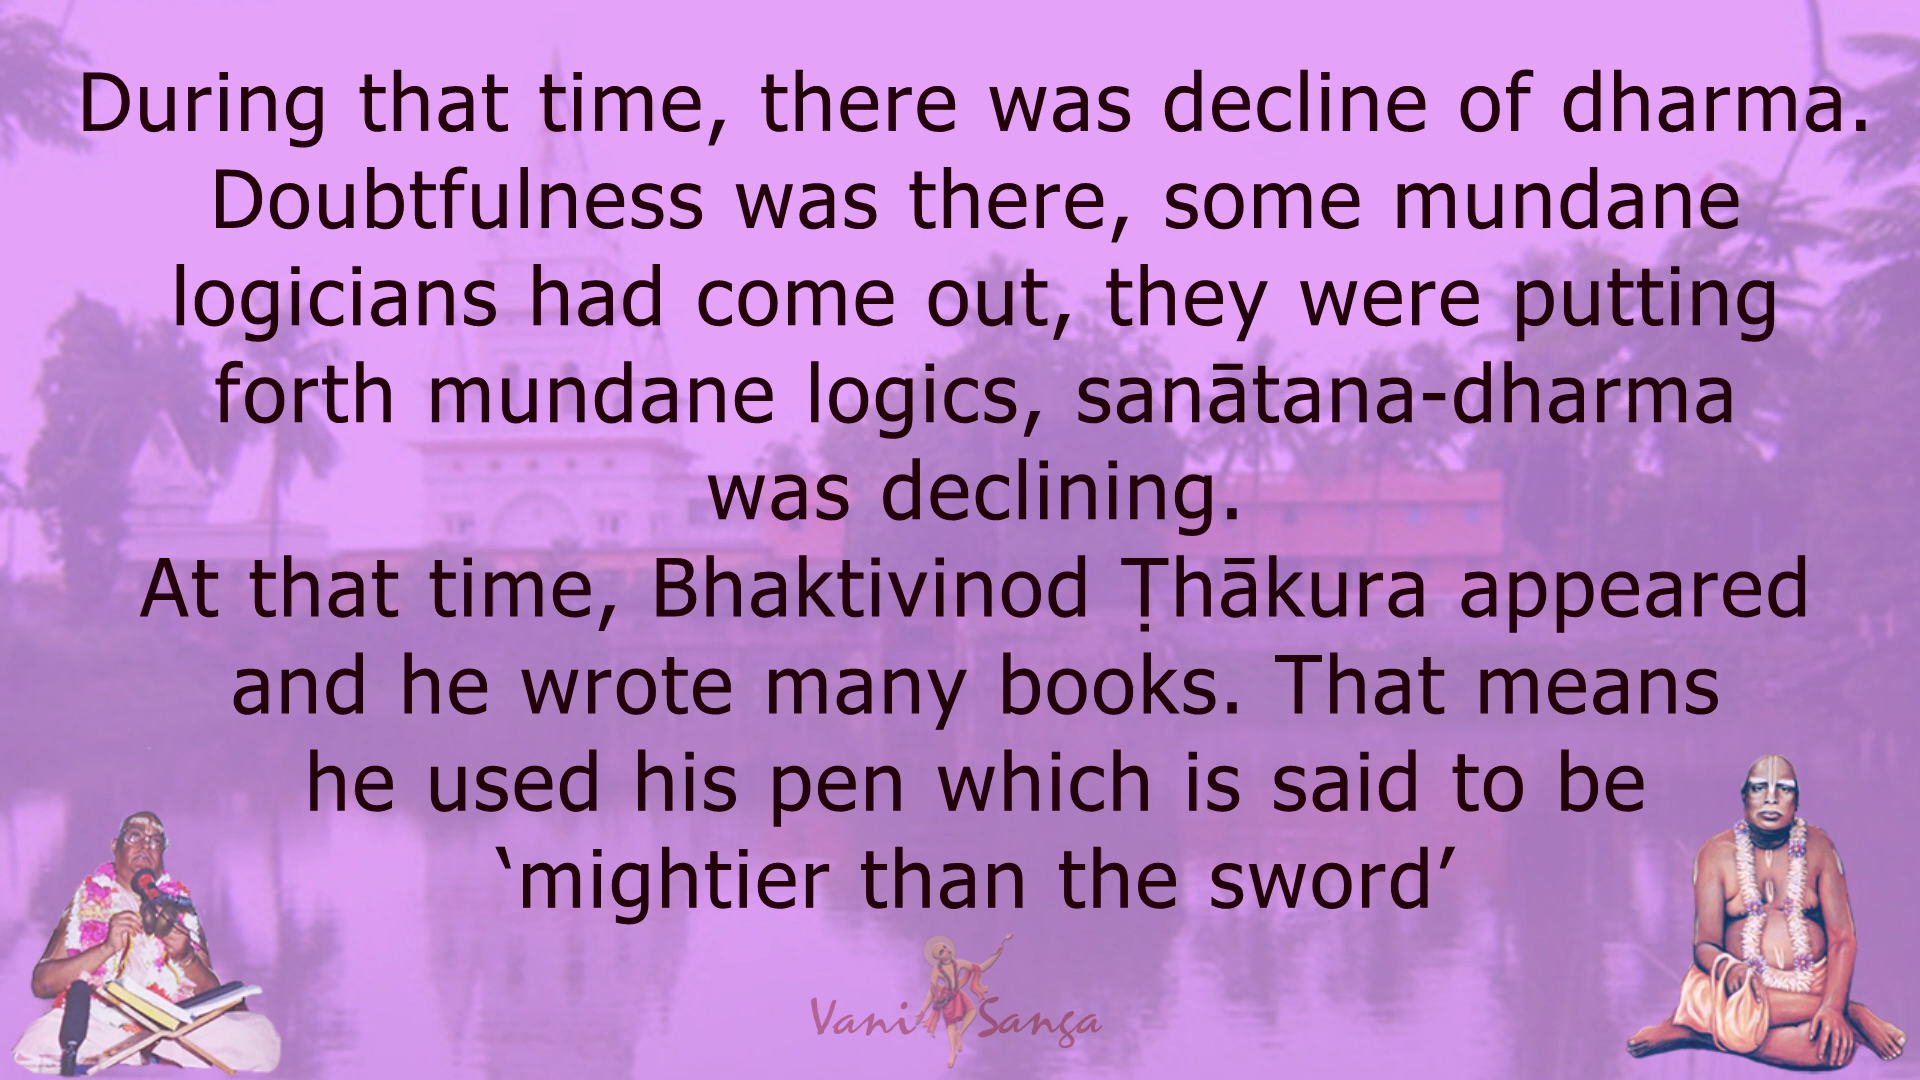 During that time, there was decline of dharma.
Doubtfulness was there, some mundane
logicians had come out, they were putting
forth mundane logics, sanātana-dharma
was declining.
At that time, Bhaktivinod Ṭhākura appeared
and he wrote many books. That means
he used his pen which is said to be
‘mightier than the sword’
Vani Sanga